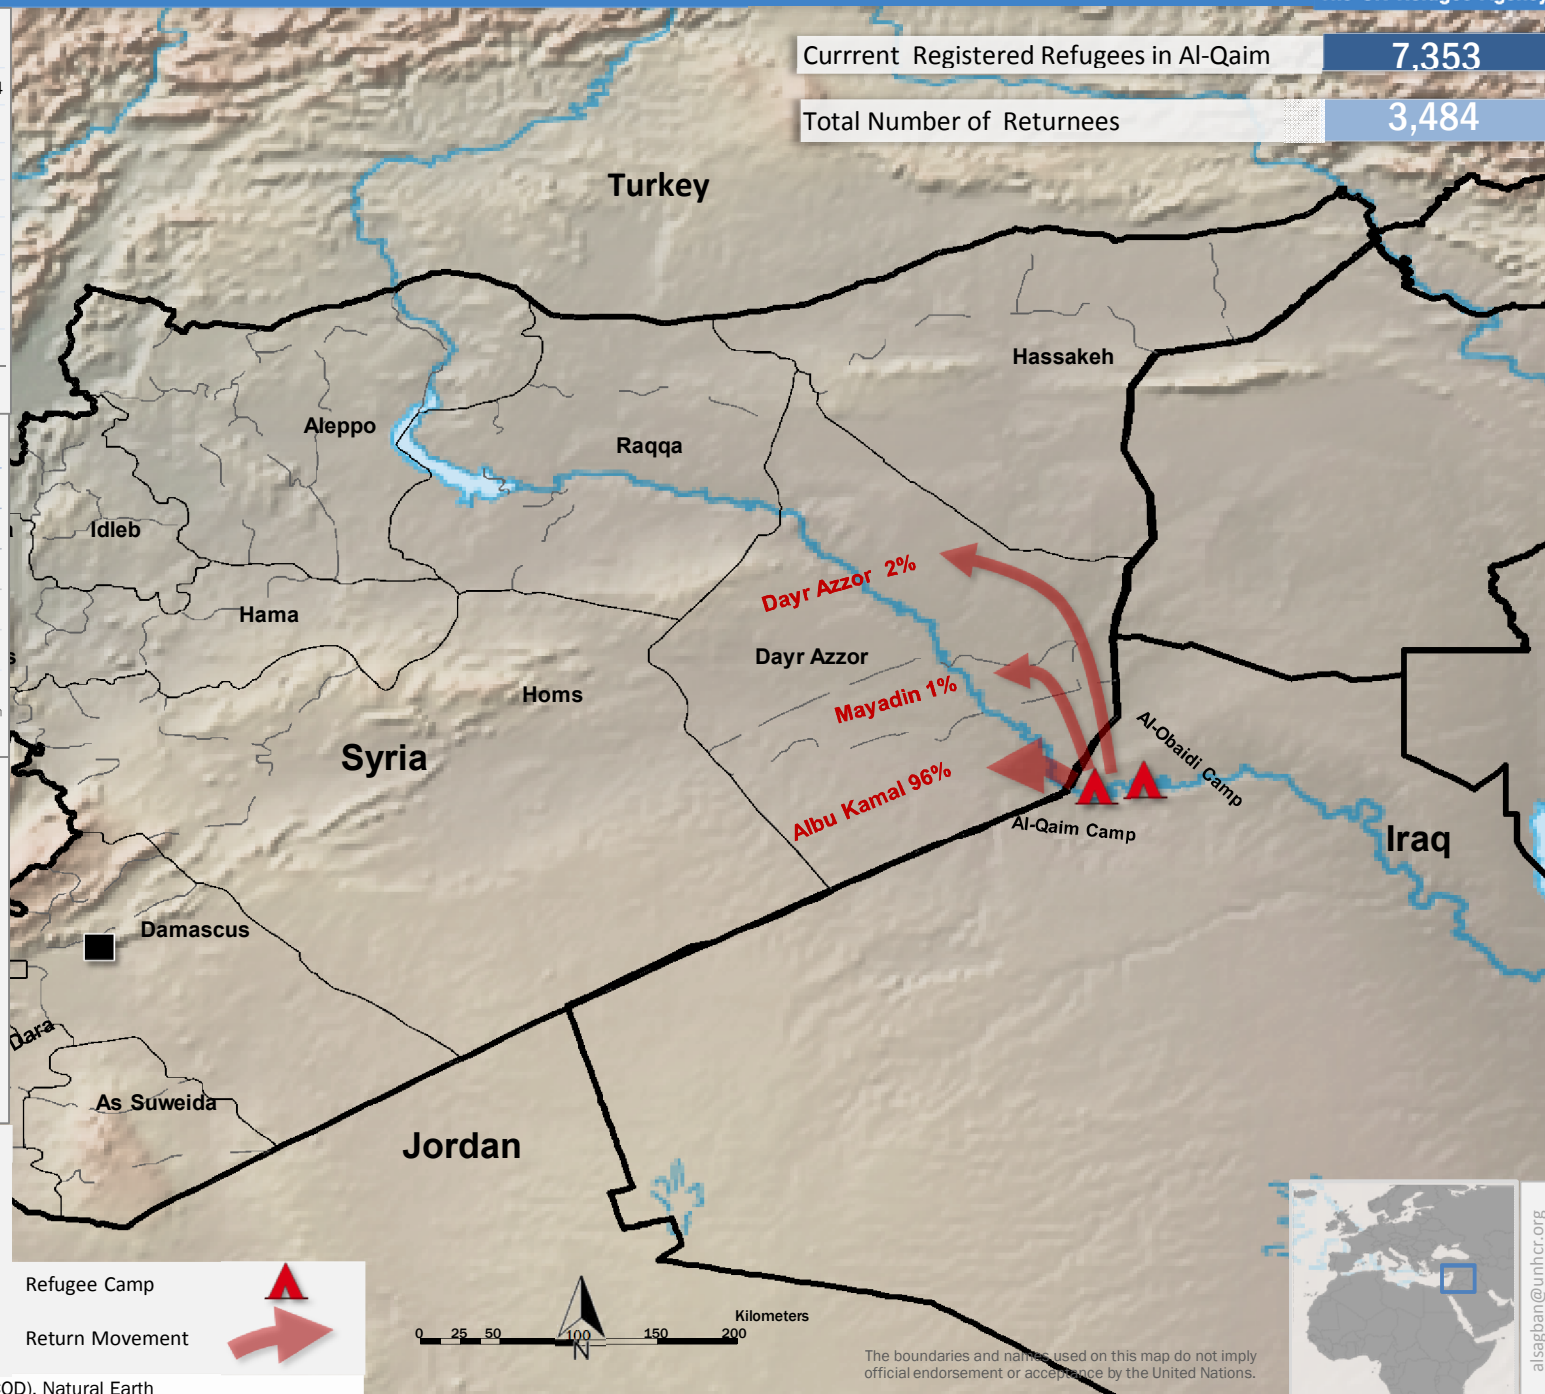 Currrent Registered Refugees in Al-Qaim 7,353
Total Number of Returnees 3,484
Turkey
Hassakeh
Aleppo
Raqqa
Idleb
Dayr Azzor 2%
Hama
Dayr Azzor
Mayadin 1%
Homs
Al-Obaidi Camp
Syria
Albu Kamal 96%
Al-Qaim Camp
Iraq
Damascus
Dara
As Suweida
Jordan
Refugee Camp
Return Movement
Kilometers
0 25 50 100 150 200
N
The boundaries and names used on this map do not imply
official endorsement or acceptance by the United Nations.
alsagban@unhcr.org
OD), Natural Earth